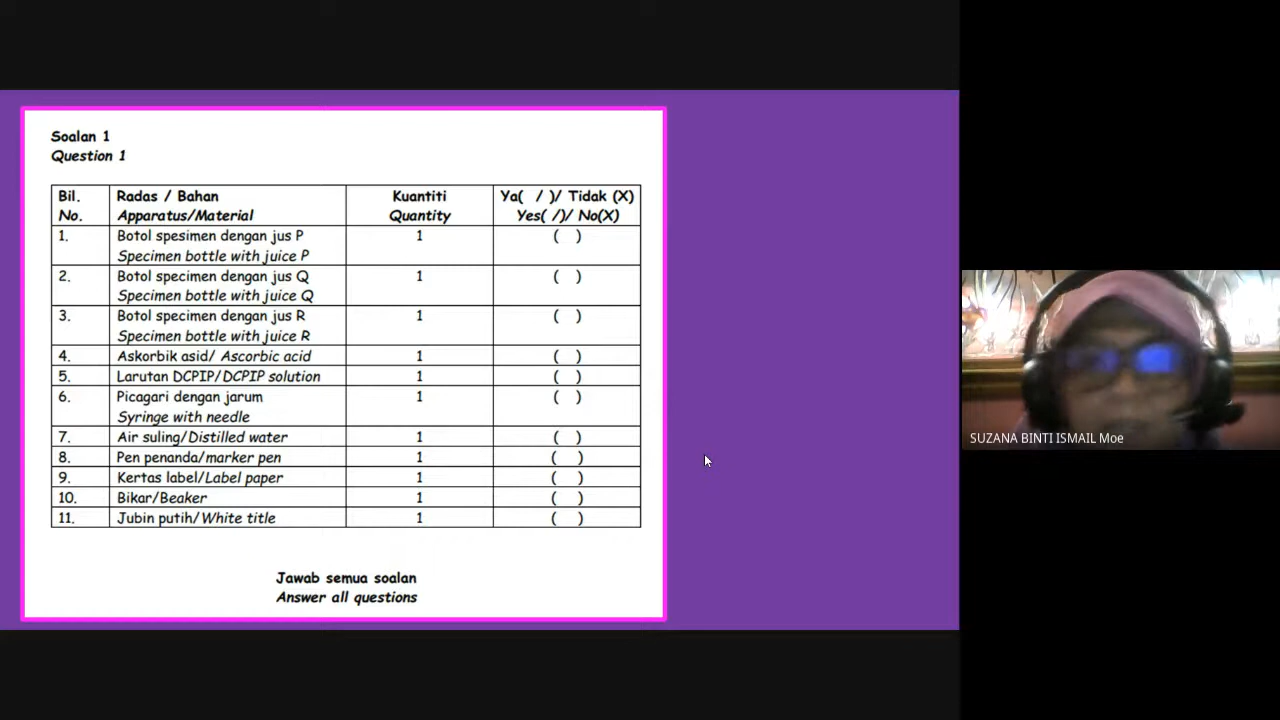 Soalan 1
Question 1
Bil. Radas / Bahan Kuantiti Ya( / )/ Tidak (X)
No. Apparatus/Material Quantity Yes( /)/ No(X)
1. Botol spesimen dengan jus P 1 ( )
Specimen bottle with juice P
2. Botol specimen dengan jus Q 1 ( )
Specimen bottle with juice Q
3. Botol specimen dengan jus R 1 ( )
Specimen bottle with juice R
4. Askorbik asid/ Ascorbic acid 1 ( )
5. Larutan DCPIP/DCPIP solution 1 ( )
6. Picagari dengan jarum 1 ( )
Syringe with needle
7. Air suling/Distilled water 1 ( )
8. Pen penanda/marker pen 1 ( )
9. Kertas label/Label paper 1 ( )
10. Bikar/Beaker 1 ( )
11. Jubin putih/White title 1 ( )
Jawab semua soalan
Answer all questions
SUZANA BINTI ISMAIL Moe